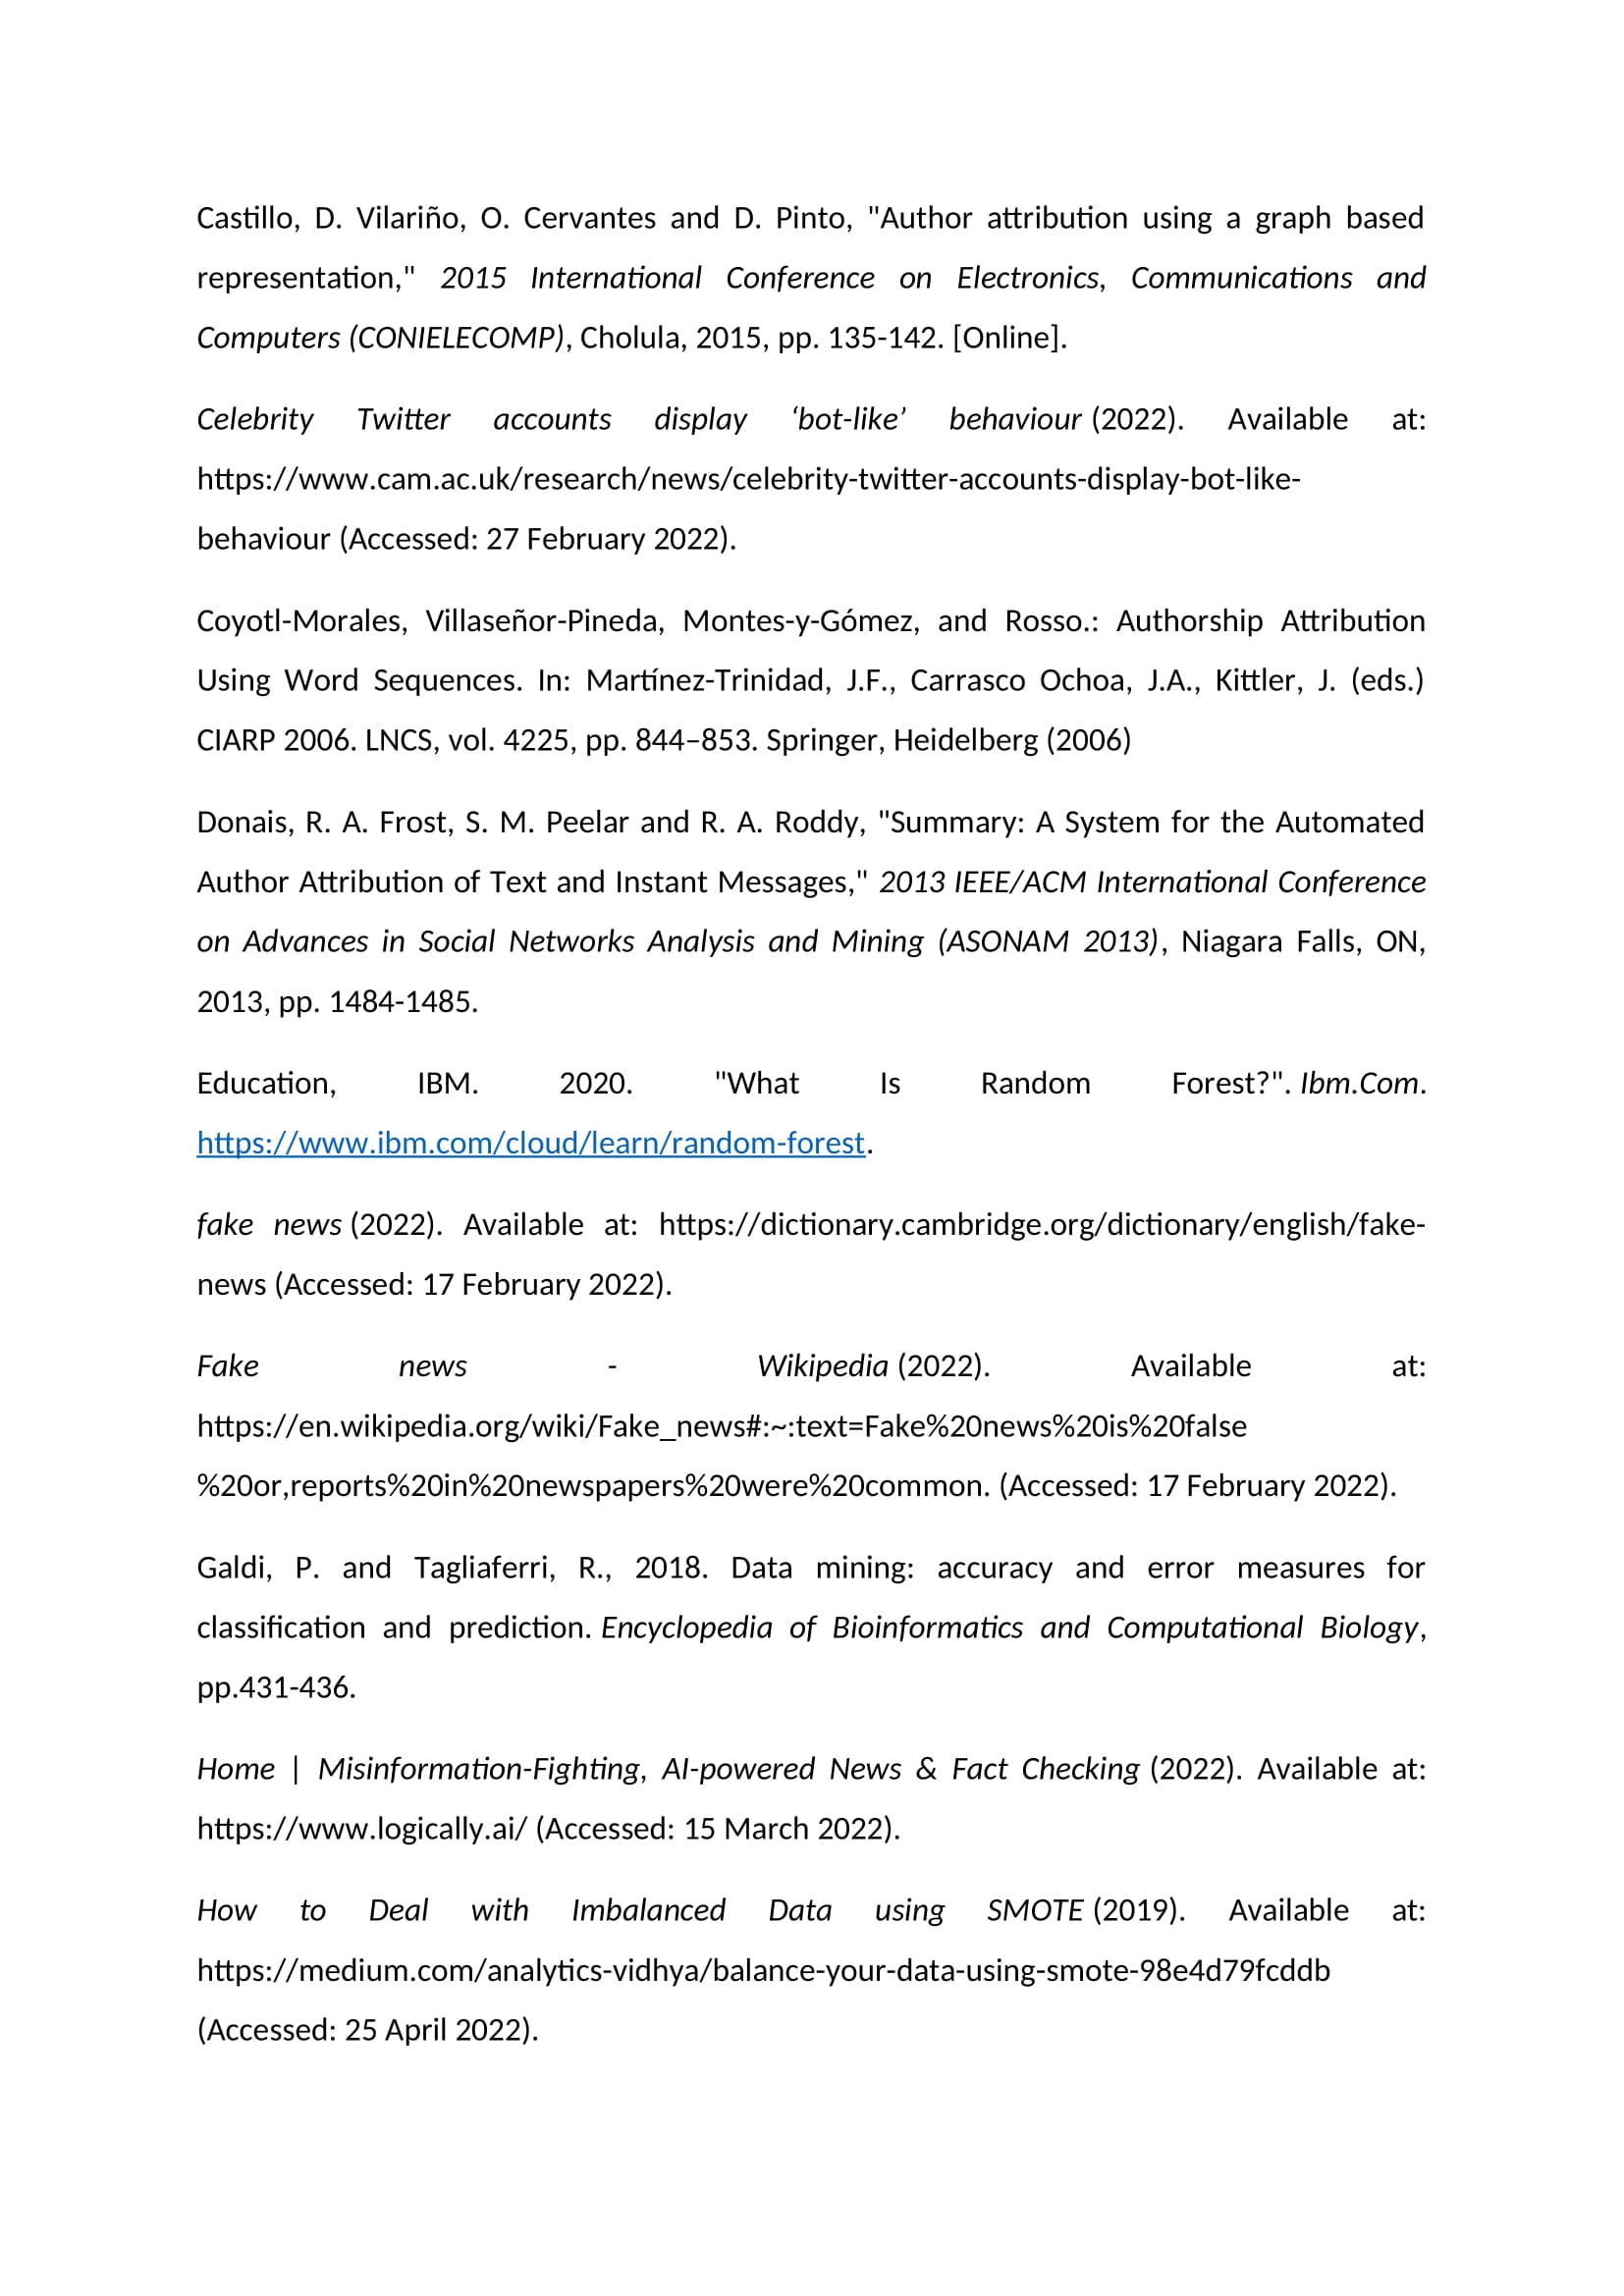 Castillo, D. Vilariño, O. Cervantes and D. Pinto, "Author attribution using a graph based
representation," 2015 International Conference on Electronics, Communications and
Computers (CONIELECOMP), Cholula, 2015, pp. 135-142. [Online].
Celebrity Twitter accounts display ‘bot-like’ behaviour (2022). Available at:
https://www.cam.ac.uk/research/news/celebrity-twitter-accounts-display-bot-like-
behaviour (Accessed: 27 February 2022).
Coyotl-Morales, Villaseñor-Pineda, Montes-y-Gómez, and Rosso.: Authorship Attribution
Using Word Sequences. In: Martínez-Trinidad, J.F., Carrasco Ochoa, J.A., Kittler, J. (eds.)
CIARP 2006. LNCS, vol. 4225, pp. 844–853. Springer, Heidelberg (2006)
Donais, R. A. Frost, S. M. Peelar and R. A. Roddy, "Summary: A System for the Automated
Author Attribution of Text and Instant Messages," 2013 IEEE/ACM International Conference
on Advances in Social Networks Analysis and Mining (ASONAM 2013), Niagara Falls, ON,
2013, pp. 1484-1485.
Education, IBM. 2020. "What Is Random Forest?". Ibm.Com.
https://www.ibm.com/cloud/learn/random-forest.
fake news (2022). Available at: https://dictionary.cambridge.org/dictionary/english/fake-
news (Accessed: 17 February 2022).
Fake news - Wikipedia (2022). Available at:
https://en.wikipedia.org/wiki/Fake_news#:~:text=Fake%20news%20is%20false
%20or,reports%20in%20newspapers%20were%20common. (Accessed: 17 February 2022).
Galdi, P. and Tagliaferri, R., 2018. Data mining: accuracy and error measures for
classification and prediction. Encyclopedia of Bioinformatics and Computational Biology,
pp.431-436.
Home | Misinformation-Fighting, AI-powered News & Fact Checking (2022). Available at:
https://www.logically.ai/ (Accessed: 15 March 2022).
How to Deal with Imbalanced Data using SMOTE (2019). Available at:
https://medium.com/analytics-vidhya/balance-your-data-using-smote-98e4d79fcddb
(Accessed: 25 April 2022).